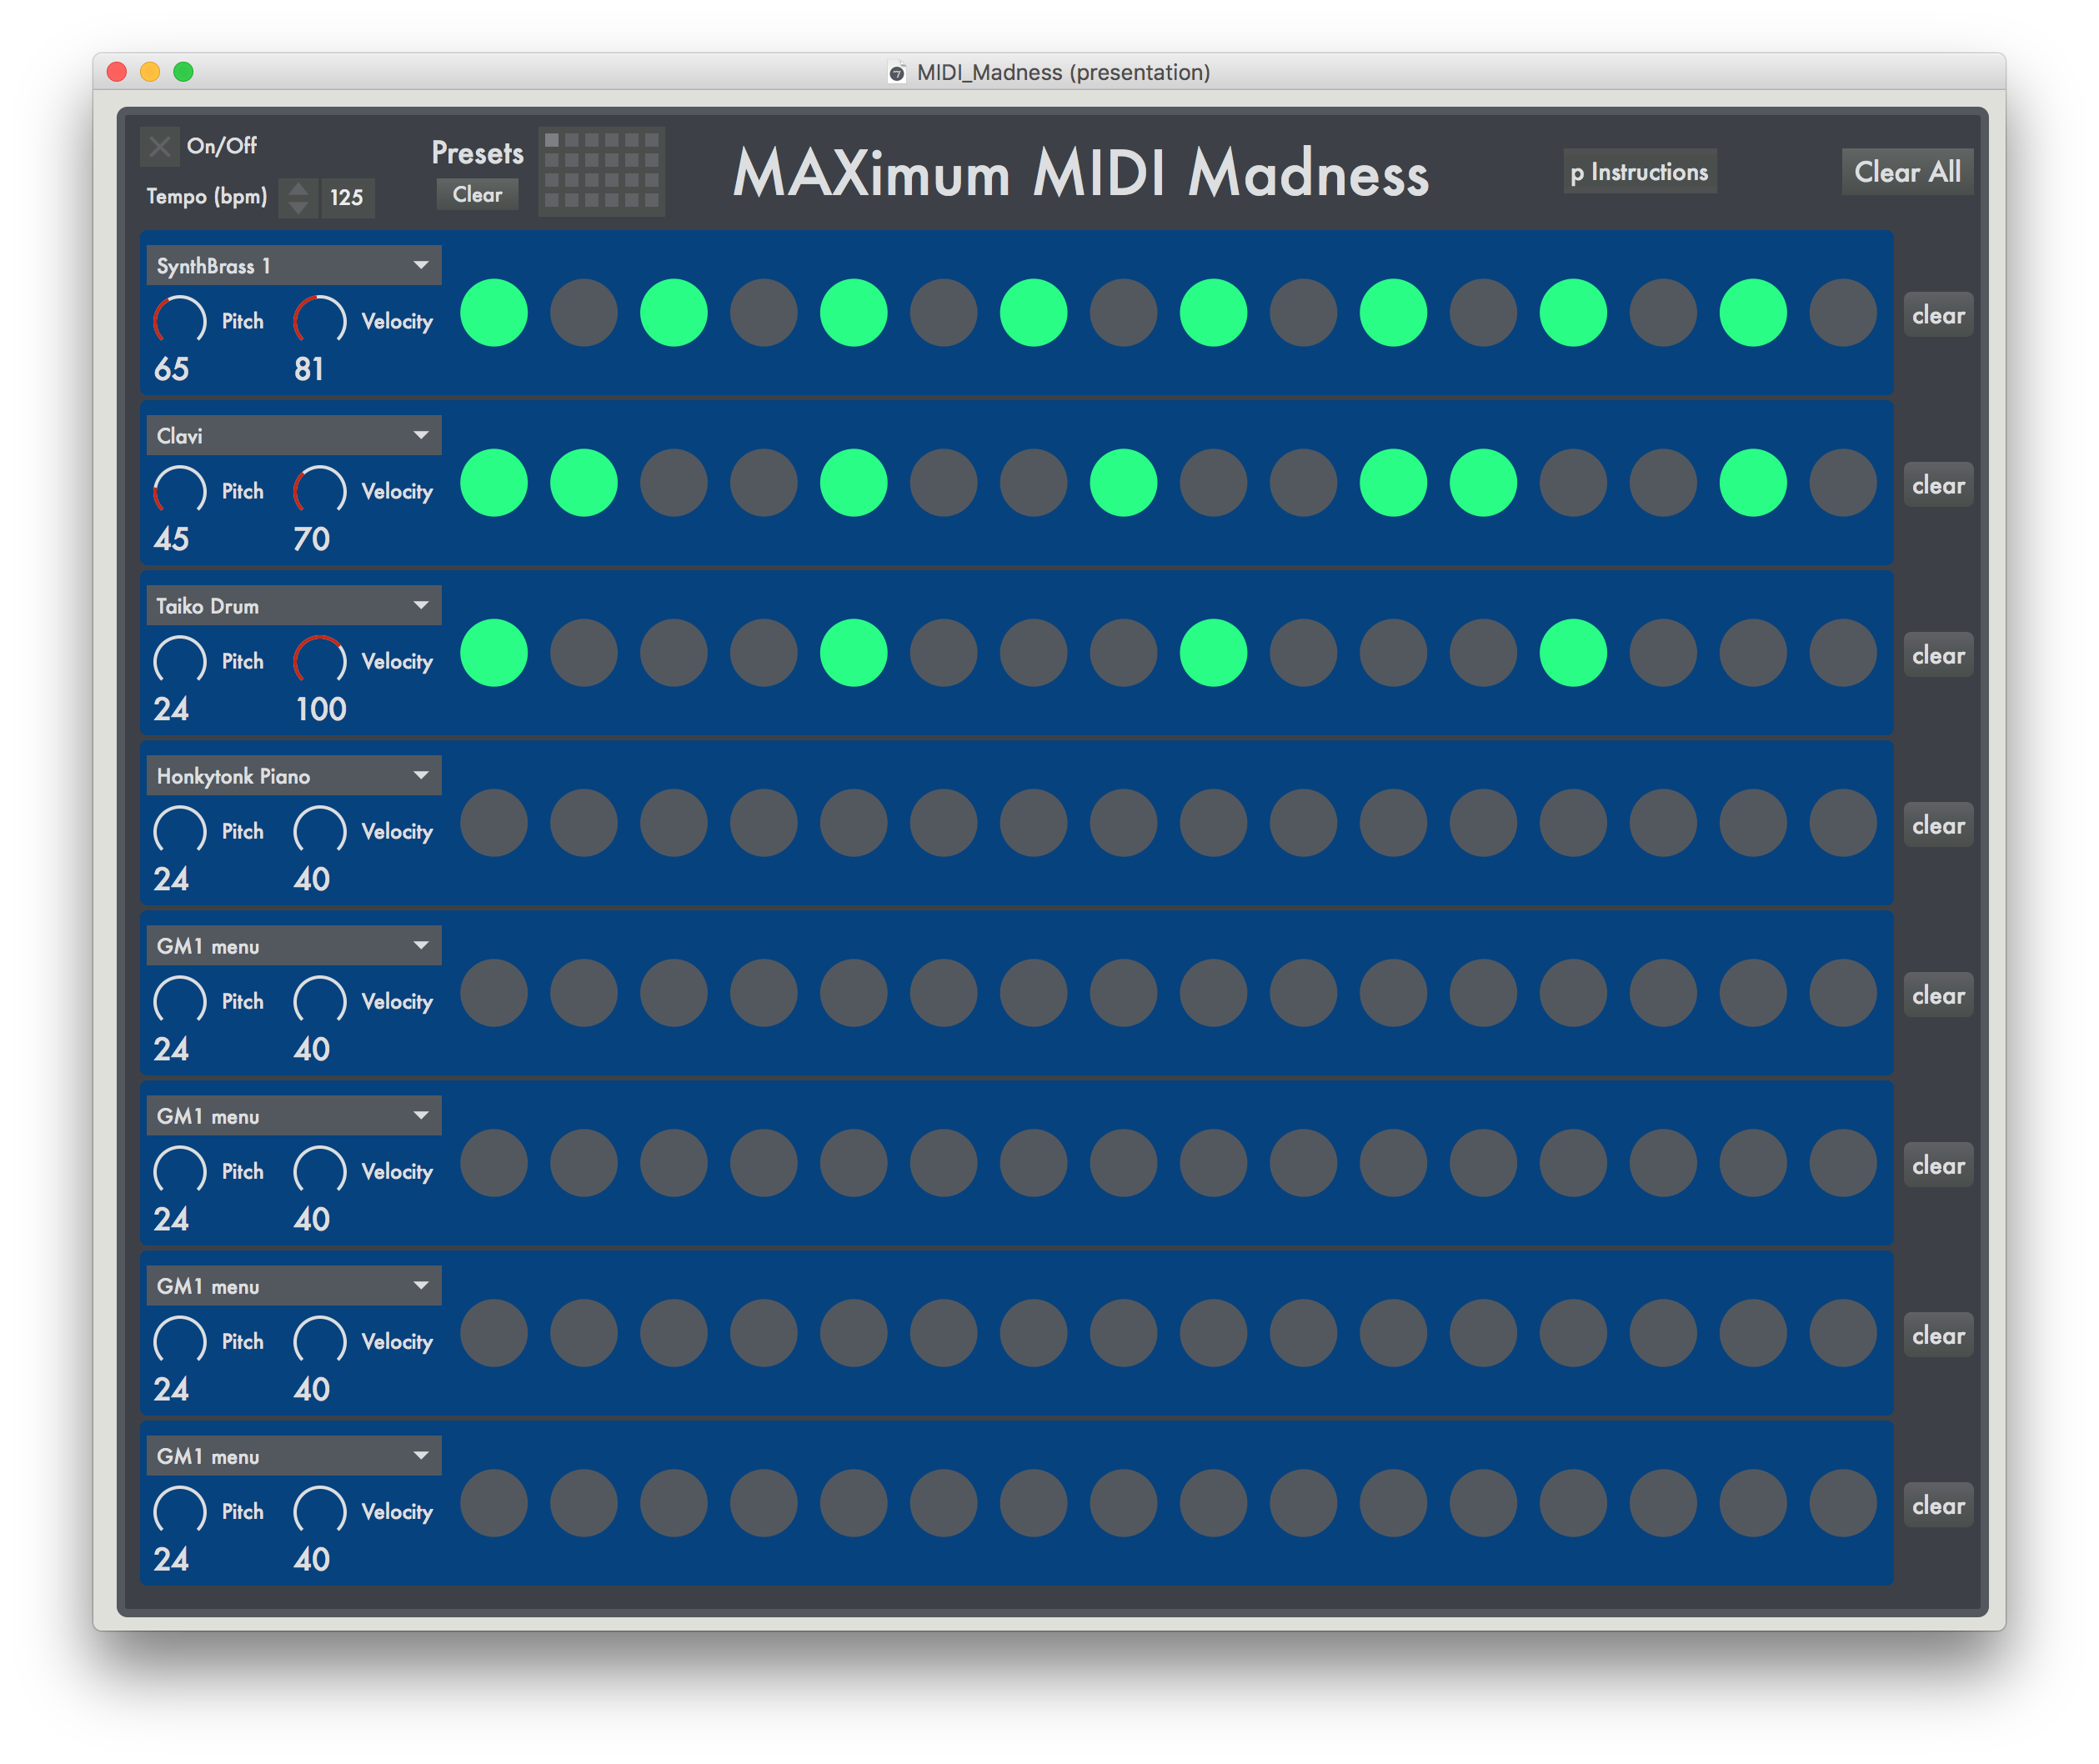 MIDI_Madness (presentation)
On/Off
Tempo (bpm) 125
Presets
Clear
MAXimum MIDI Madness
p Instructions
Clear All
SynthBrass 1
Pitch Velocity
65 81
clear
Clavi
Pitch Velocity
45 70
clear
Taiko Drum
Pitch Velocity
24 100
clear
Honkytonk Piano
Pitch Velocity
24 40
clear
GM1 menu
Pitch Velocity
24 40
clear
GM1 menu
Pitch Velocity
24 40
clear
GM1 menu
Pitch Velocity
24 40
clear
GM1 menu
Pitch Velocity
24 40
clear